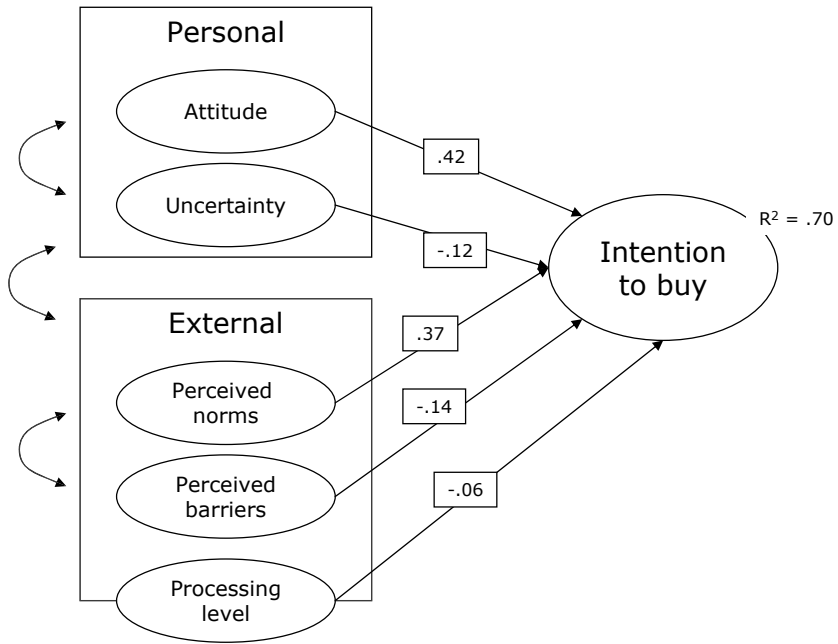 Personal
Attitude
.42
Uncertainty
-.12
R² = .70
Intention
to buy
External
.37
Perceived
norms
-.14
Perceived
barriers
-.06
Processing
level